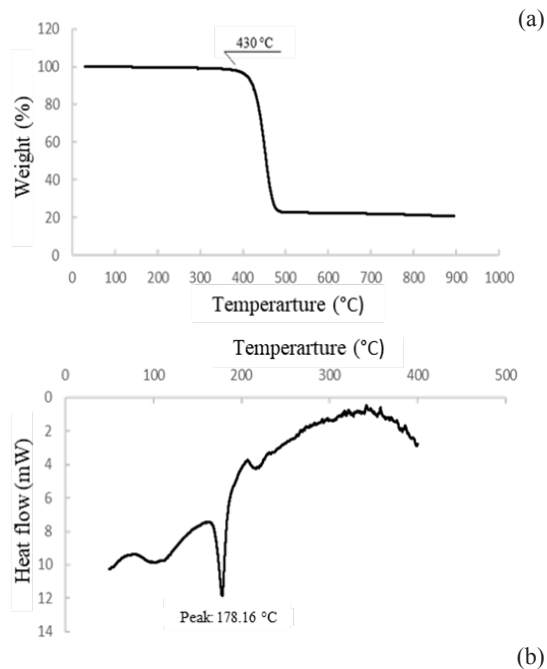 (a)
120
430 °C
100
80
60
40
20
0
Weight (%)
0 100 200 300 400 500 600 700 800 900 1000
Temperarture (°C)
Temperarture (°C)
0 100 200 300 400 500
0
2
4
6
8
10
12
14
Heat flow (mW)
Peak: 178.16 °C
(b)